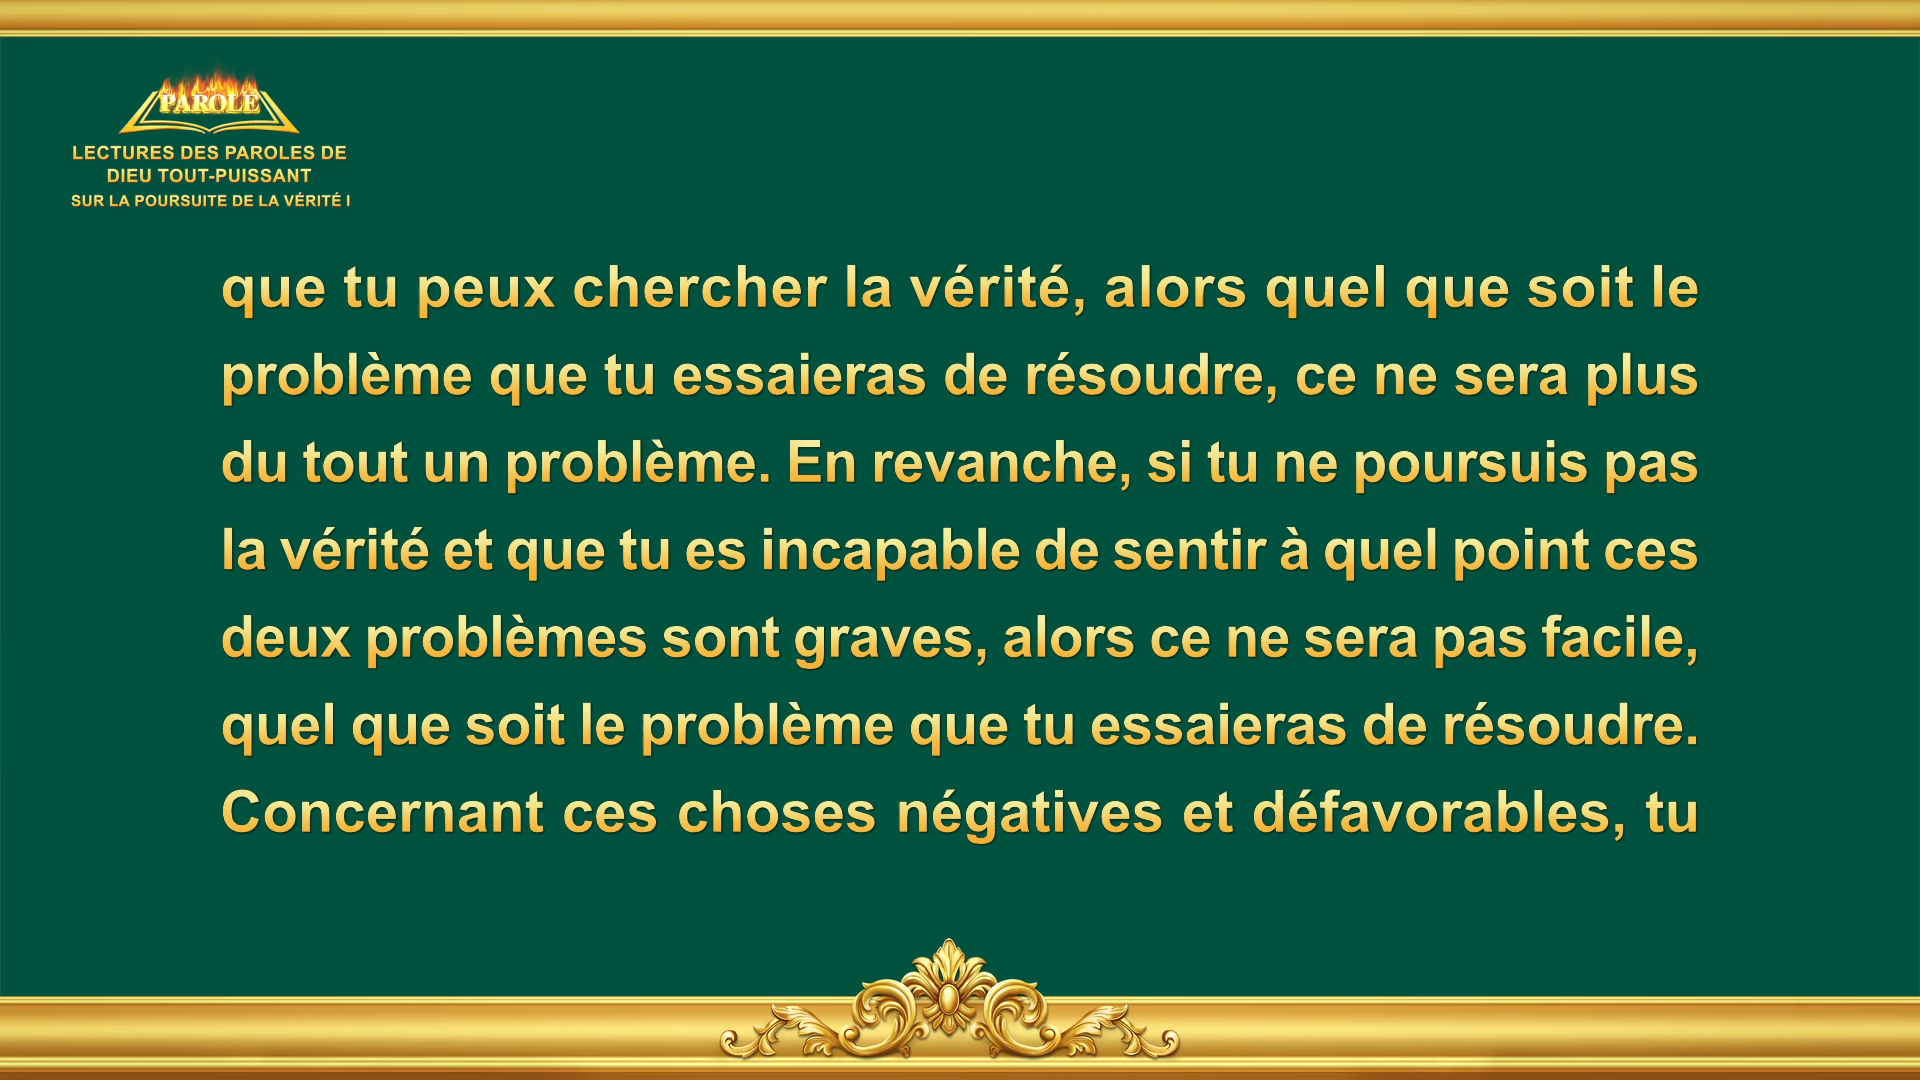 PAROLE
LECTURES DES PAROLES DE
DIEU TOUT-PUISSANT
SUR LA POURSUITE DE LA VÉRITÉ I
que tu peux chercher la vérité, alors quel que soit le
problème que tu essaieras de résoudre, ce ne sera plus
du tout un problème. En revanche, si tu ne poursuis pas
la vérité et que tu es incapable de sentir à quel point ces
deux problèmes sont graves, alors ce ne sera pas facile,
quel que soit le problème que tu essaieras de résoudre.
Concernant ces choses négatives et défavorables, tu